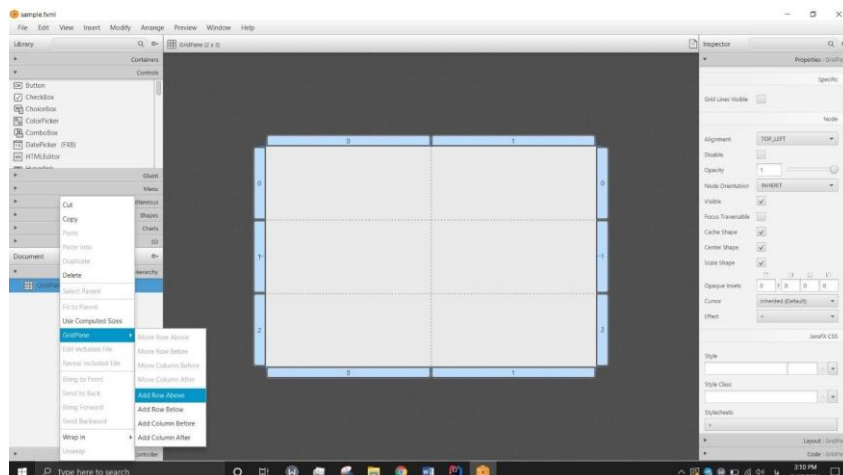 sample.fxml
File Edit View Insert Modify Arrange Preview Window Help
Library
GridPane (2 x 3)
Containers
Controls
Button
CheckBox
ChoiceBox
ColorPicker
ComboBox
DatePicker (FX8)
HTMLEditor
Gluon
Menu
Shapes
Charts
3D
Document
Hierarchy
Cut
Copy
Paste
Paste Into
Duplicate
Delete
Select Parent
Fit to Parent
Use Computed Sizes
GridPane
Edit Included File
Reveal Included File
Bring to Front
Send to Back
Bring Forward
Send Backward
Wrap in
Unwrap
Move Row Above
Move Row Below
Move Column Before
Move Column After
Add Row Above
Add Row Below
Add Column Before
Add Column After
0 1
0 0
1 1
2 2
0 1
Inspector
Properties
Specific
Grid Lines Visible
Node
Alignment TOP_LEFT
Disable
Opacity 1
Node Orientation INHERIT
Visible
Focus Traversable
Cache Shape
Center Shape
Scale Shape
Opaque Insets 0 0 0 0
Cursor Inherited (Default)
Effect +
JavaFX CSS
Style
Style Class
Stylesheets
+
Layout
Code
Type here to search
3:10 PM